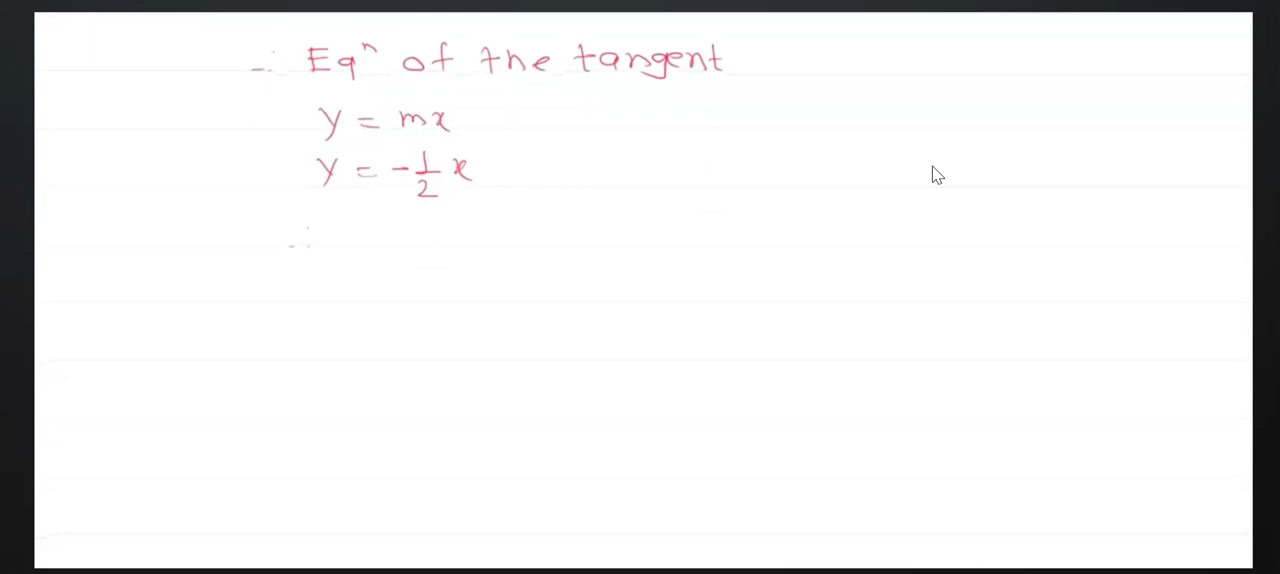 ∴ Eqⁿ of the tangent
y = mx
y = -1/2 x
∴